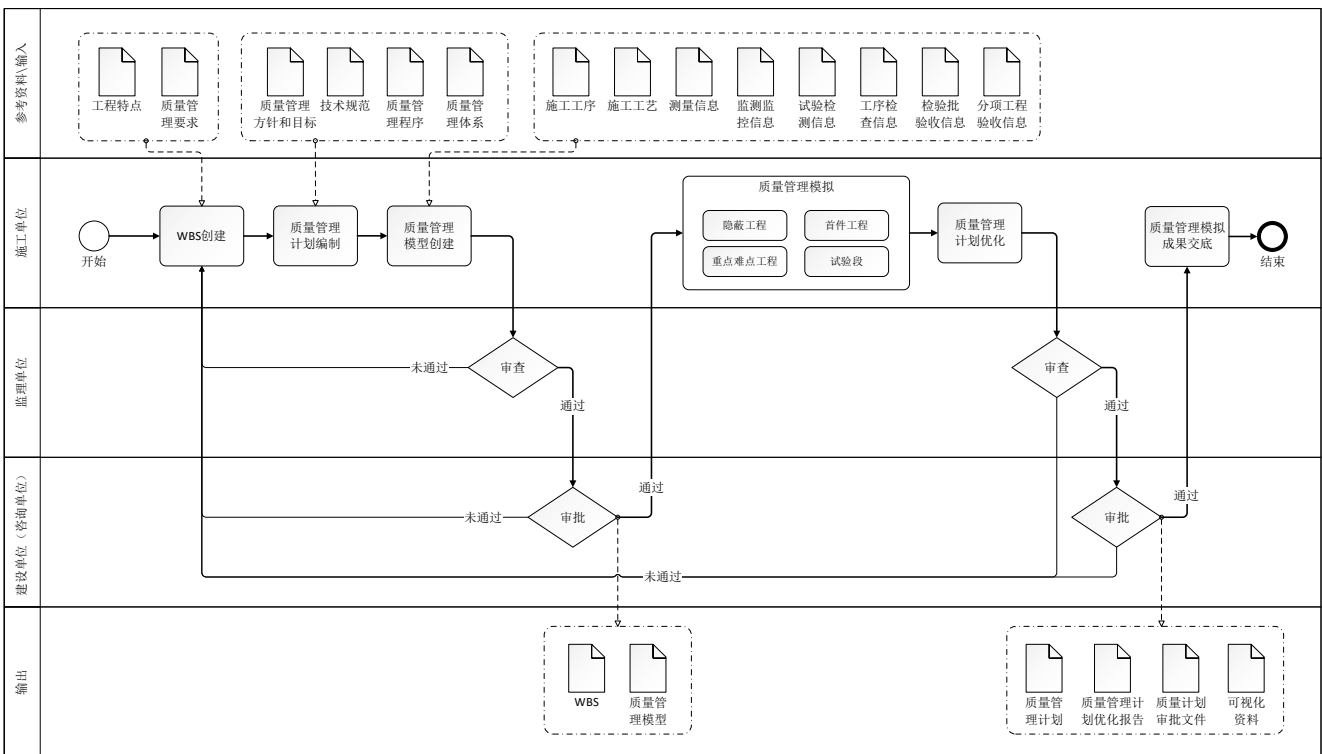 参考资料\输入
工程特点
质量管
理要求
质量管理
方针和目标
技术规范
质量管
理程序
质量管
理体系
施工工序
施工工艺
测量信息
监测监
控信息
试验检
测信息
工序检
查信息
检验批
验收信息
分项工程
验收信息
施工单位
开始
WBS创建
质量管理
计划编制
质量管理
模型创建
质量管理模拟
隐蔽工程
首件工程
重点难点工程
试验段
质量管理
计划优化
质量管理模拟
成果交底
结束
监理单位
未通过
审查
通过
审查
通过
建设单位（咨询单位）
未通过
审批
通过
审批
通过
未通过
输出
WBS
质量管
理模型
质量管
理计划
质量管理计
划优化报告
质量计划
审批文件
可视化
资料